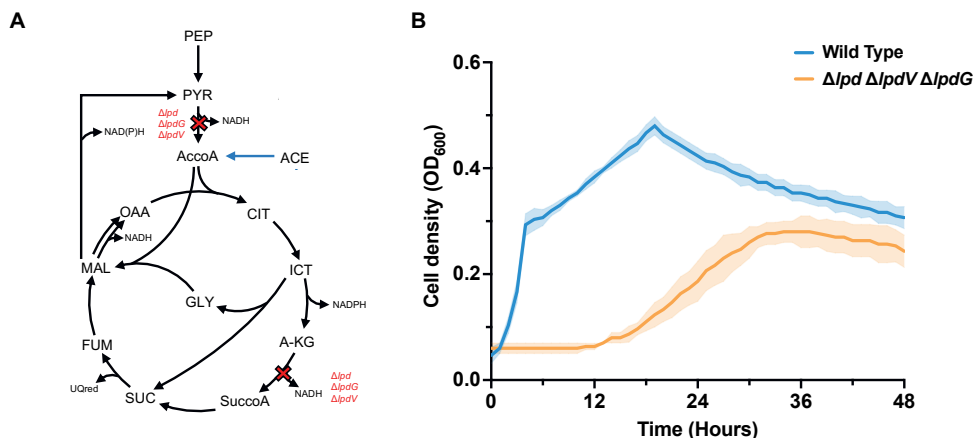 A
PEP
PYR
Δlpd
ΔlpdG
ΔlpdV
NADH
NAD(P)H
AccoA
ACE
OAA
CIT
NADH
MAL
ICT
GLY
NADPH
FUM
A-KG
UQred
SUC
SuccoA
NADH
Δlpd
ΔlpdG
ΔlpdV
B
Wild Type
Δlpd ΔlpdV ΔlpdG
Cell density (OD600)
0.6
0.4
0.2
0.0
0
12
24
36
48
Time (Hours)